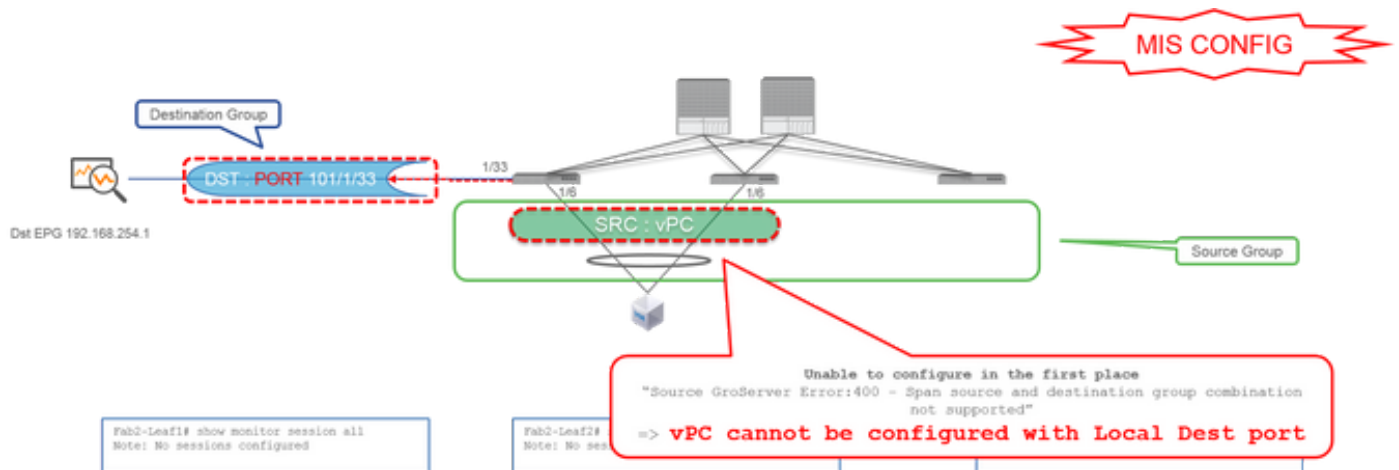 MIS CONFIG
Destination Group
DST : PORT 101/1/33
1/33
1/6
1/6
Dst EPG 192.168.254.1
SRC : vPC
Source Group
Unable to configure in the first place
"Source GroServer Error:400 - Span source and destination group combination
not supported"
=> vPC cannot be configured with Local Dest port
Fab2-Leaf1# show monitor session all
Note: No sessions configured
Fab2-Leaf2#
Note: No ses